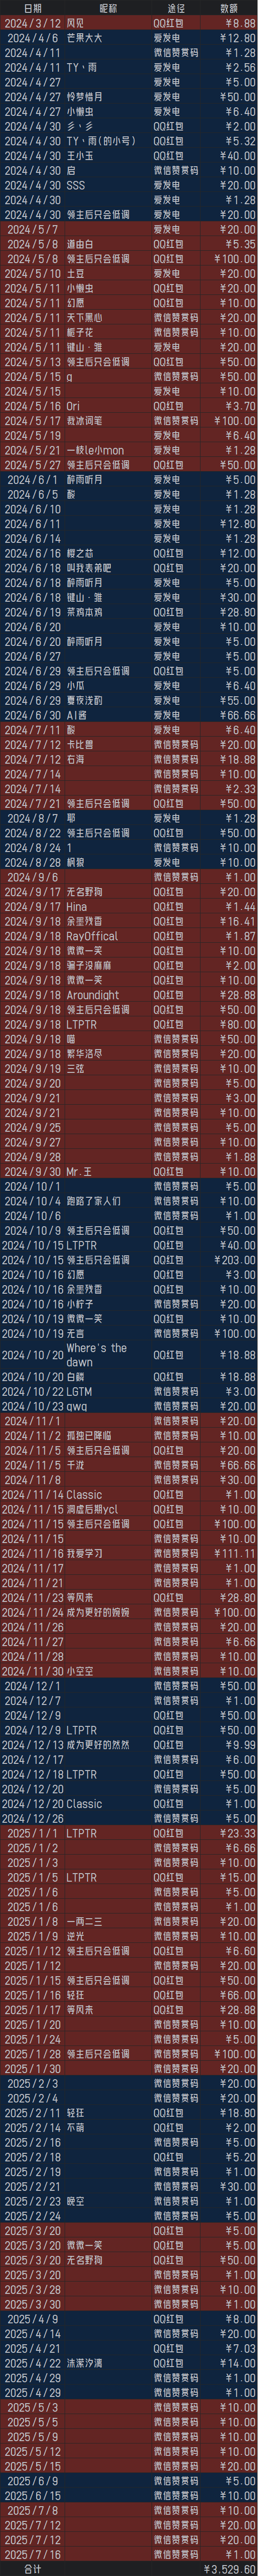 日期 昵称 途径 数额
2024/3/12 风见 QQ红包 ¥8.88
2024/4/6 芒果大大 爱发电 ¥12.80
2024/4/11 微信赞赏码 ¥1.28
2024/4/11 TY、雨 爱发电 ¥2.56
2024/4/27 爱发电 ¥5.00
2024/4/27 怜梦惜月 爱发电 ¥50.00
2024/4/27 小懒虫 爱发电 ¥6.40
2024/4/30 彡、彡 QQ红包 ¥2.00
2024/4/30 TY、雨(的小号) QQ红包 ¥5.32
2024/4/30 王小玉 QQ红包 ¥40.00
2024/4/30 启 微信赞赏码 ¥10.00
2024/4/30 SSS 爱发电 ¥20.00
2024/4/30 爱发电 ¥1.28
2024/4/30 领主后只会低调 爱发电 ¥20.00
2024/5/7 爱发电 ¥20.00
2024/5/8 道由白 QQ红包 ¥5.35
2024/5/8 领主后只会低调 QQ红包 ¥100.00
2024/5/10 土豆 爱发电 ¥20.00
2024/5/11 小懒虫 QQ红包 ¥20.00
2024/5/11 幻愿 QQ红包 ¥10.00
2024/5/11 天下黑心 微信赞赏码 ¥20.00
2024/5/11 栀子花 微信赞赏码 ¥10.00
2024/5/11 键山·雏 爱发电 ¥20.00
2024/5/13 领主后只会低调 QQ红包 ¥50.00
2024/5/15 g 微信赞赏码 ¥50.00
2024/5/15 爱发电 ¥10.00
2024/5/16 Ori QQ红包 ¥3.70
2024/5/17 裁冰词笔 微信赞赏码 ¥100.00
2024/5/19 爱发电 ¥6.40
2024/5/21 一枝le小mon 爱发电 ¥1.28
2024/5/27 领主后只会低调 QQ红包 ¥50.00
2024/6/1 醉雨听月 爱发电 ¥5.00
2024/6/5 酸 爱发电 ¥1.28
2024/6/10 爱发电 ¥1.28
2024/6/11 爱发电 ¥12.80
2024/6/14 爱发电 ¥1.28
2024/6/16 樱之芯 QQ红包 ¥12.00
2024/6/18 叫我表弟吧 QQ红包 ¥20.00
2024/6/18 醉雨听月 爱发电 ¥5.00
2024/6/18 键山·雏 爱发电 ¥30.00
2024/6/19 菜鸡本鸡 QQ红包 ¥28.80
2024/6/20 爱发电 ¥10.00
2024/6/20 醉雨听月 爱发电 ¥5.00
2024/6/27 爱发电 ¥5.00
2024/6/29 领主后只会低调 QQ红包 ¥5.00
2024/6/29 小瓜 爱发电 ¥6.40
2024/6/29 夏夜浅酌 爱发电 ¥55.00
2024/6/30 AI酱 爱发电 ¥66.66
2024/7/11 酸 爱发电 ¥6.40
2024/7/12 卡比兽 微信赞赏码 ¥20.00
2024/7/12 右海 微信赞赏码 ¥18.88
2024/7/14 微信赞赏码 ¥10.00
2024/7/14 微信赞赏码 ¥2.33
2024/7/21 领主后只会低调 QQ红包 ¥50.00
2024/8/7 耶 爱发电 ¥1.28
2024/8/22 领主后只会低调 QQ红包 ¥50.00
2024/8/24 1 微信赞赏码 ¥10.00
2024/8/28 桐狼 爱发电 ¥10.00
2024/9/6 微信赞赏码 ¥1.00
2024/9/17 无名野狗 QQ红包 ¥20.00
2024/9/17 Hina QQ红包 ¥1.44
2024/9/18 余墨残香 QQ红包 ¥16.41
2024/9/18 RayOffical QQ红包 ¥1.87
2024/9/18 微微一笑 QQ红包 ¥10.00
2024/9/18 骗子没麻麻 QQ红包 ¥2.00
2024/9/18 微微一笑 QQ红包 ¥10.00
2024/9/18 Aroundight QQ红包 ¥28.88
2024/9/18 领主后只会低调 QQ红包 ¥50.00
2024/9/18 LTPTR QQ红包 ¥80.00
2024/9/18 喵 微信赞赏码 ¥50.00
2024/9/18 繁华洛尽 微信赞赏码 ¥20.00
2024/9/19 三弦 微信赞赏码 ¥10.00
2024/9/20 微信赞赏码 ¥5.00
2024/9/21 微信赞赏码 ¥3.00
2024/9/21 微信赞赏码 ¥10.00
2024/9/25 微信赞赏码 ¥5.00
2024/9/27 微信赞赏码 ¥10.00
2024/9/28 微信赞赏码 ¥1.88
2024/9/30 Mr.王 QQ红包 ¥10.00
2024/10/1 微信赞赏码 ¥5.00
2024/10/4 跑路了家人们 微信赞赏码 ¥10.00
2024/10/6 微信赞赏码 ¥1.00
2024/10/9 领主后只会低调 QQ红包 ¥50.00
2024/10/15 LTPTR QQ红包 ¥40.00
2024/10/15 领主后只会低调 QQ红包 ¥203.00
2024/10/16 幻愿 QQ红包 ¥3.00
2024/10/16 余墨残香 QQ红包 ¥10.00
2024/10/16 小柠子 微信赞赏码 ¥20.00
2024/10/19 微微一笑 QQ红包 ¥10.00
2024/10/19 无言 微信赞赏码 ¥100.00
2024/10/20 Where's the dawn QQ红包 ¥18.88
2024/10/20 白麟 QQ红包 ¥18.88
2024/10/22 LGTM 微信赞赏码 ¥3.00
2024/10/23 qwq 微信赞赏码 ¥20.00
2024/11/1 微信赞赏码 ¥20.00
2024/11/2 孤独已降临 微信赞赏码 ¥10.00
2024/11/5 领主后只会低调 QQ红包 ¥20.00
2024/11/5 千泷 微信赞赏码 ¥66.66
2024/11/8 微信赞赏码 ¥30.00
2024/11/14 Classic QQ红包 ¥1.00
2024/11/15 洞虚后期ycl QQ红包 ¥10.00
2024/11/15 领主后只会低调 QQ红包 ¥100.00
2024/11/15 微信赞赏码 ¥10.00
2024/11/16 我爱学习 微信赞赏码 ¥111.11
2024/11/17 微信赞赏码 ¥1.00
2024/11/21 微信赞赏码 ¥1.00
2024/11/23 等风来 QQ红包 ¥28.80
2024/11/24 成为更好的婉婉 微信赞赏码 ¥100.00
2024/11/26 微信赞赏码 ¥20.00
2024/11/27 微信赞赏码 ¥6.66
2024/11/28 微信赞赏码 ¥10.00
2024/11/30 小空空 微信赞赏码 ¥10.00
2024/12/1 微信赞赏码 ¥50.00
2024/12/7 微信赞赏码 ¥1.00
2024/12/9 QQ红包 ¥50.00
2024/12/9 LTPTR QQ红包 ¥50.00
2024/12/13 成为更好的然然 QQ红包 ¥9.99
2024/12/17 微信赞赏码 ¥6.00
2024/12/18 LTPTR QQ红包 ¥50.00
2024/12/20 微信赞赏码 ¥5.00
2024/12/20 Classic QQ红包 ¥1.00
2024/12/26 微信赞赏码 ¥5.00
2025/1/1 LTPTR QQ红包 ¥23.33
2025/1/2 微信赞赏码 ¥6.66
2025/1/3 微信赞赏码 ¥10.00
2025/1/5 LTPTR QQ红包 ¥15.00
2025/1/6 微信赞赏码 ¥5.00
2025/1/6 微信赞赏码 ¥1.00
2025/1/8 一两二三 微信赞赏码 ¥20.00
2025/1/9 逆光 微信赞赏码 ¥10.00
2025/1/12 领主后只会低调 QQ红包 ¥6.60
2025/1/12 微信赞赏码 ¥20.00
2025/1/15 领主后只会低调 QQ红包 ¥50.00
2025/1/16 轻狂 QQ红包 ¥66.00
2025/1/17 等风来 QQ红包 ¥28.88
2025/1/20 微信赞赏码 ¥10.00
2025/1/24 微信赞赏码 ¥5.00
2025/1/28 领主后只会低调 微信赞赏码 ¥100.00
2025/1/30 微信赞赏码 ¥20.00
2025/2/3 微信赞赏码 ¥20.00
2025/2/4 微信赞赏码 ¥20.00
2025/2/11 轻狂 QQ红包 ¥18.80
2025/2/14 不萌 QQ红包 ¥2.00
2025/2/16 微信赞赏码 ¥5.00
2025/2/18 QQ红包 ¥5.20
2025/2/19 微信赞赏码 ¥1.00
2025/2/21 微信赞赏码 ¥30.00
2025/2/23 晚空 微信赞赏码 ¥1.00
2025/2/24 微信赞赏码 ¥5.00
2025/3/20 QQ红包 ¥5.00
2025/3/20 微微一笑 微信赞赏码 ¥5.00
2025/3/20 无名野狗 QQ红包 ¥50.00
2025/3/20 微信赞赏码 ¥1.00
2025/3/28 微信赞赏码 ¥10.00
2025/3/30 微信赞赏码 ¥1.00
2025/4/9 QQ红包 ¥8.00
2025/4/14 微信赞赏码 ¥20.00
2025/4/21 QQ红包 ¥7.03
2025/4/22 沫潆汐漓 QQ红包 ¥14.00
2025/4/29 微信赞赏码 ¥1.00
2025/4/29 微信赞赏码 ¥1.00
2025/5/3 微信赞赏码 ¥10.00
2025/5/5 微信赞赏码 ¥10.00
2025/5/9 微信赞赏码 ¥10.00
2025/5/12 微信赞赏码 ¥10.00
2025/5/15 微信赞赏码 ¥20.00
2025/6/9 微信赞赏码 ¥5.00
2025/6/15 微信赞赏码 ¥10.00
2025/7/8 微信赞赏码 ¥10.00
2025/7/12 微信赞赏码 ¥20.00
2025/7/12 微信赞赏码 ¥20.00
2025/7/16 微信赞赏码 ¥1.00
合计 ¥3,529.60